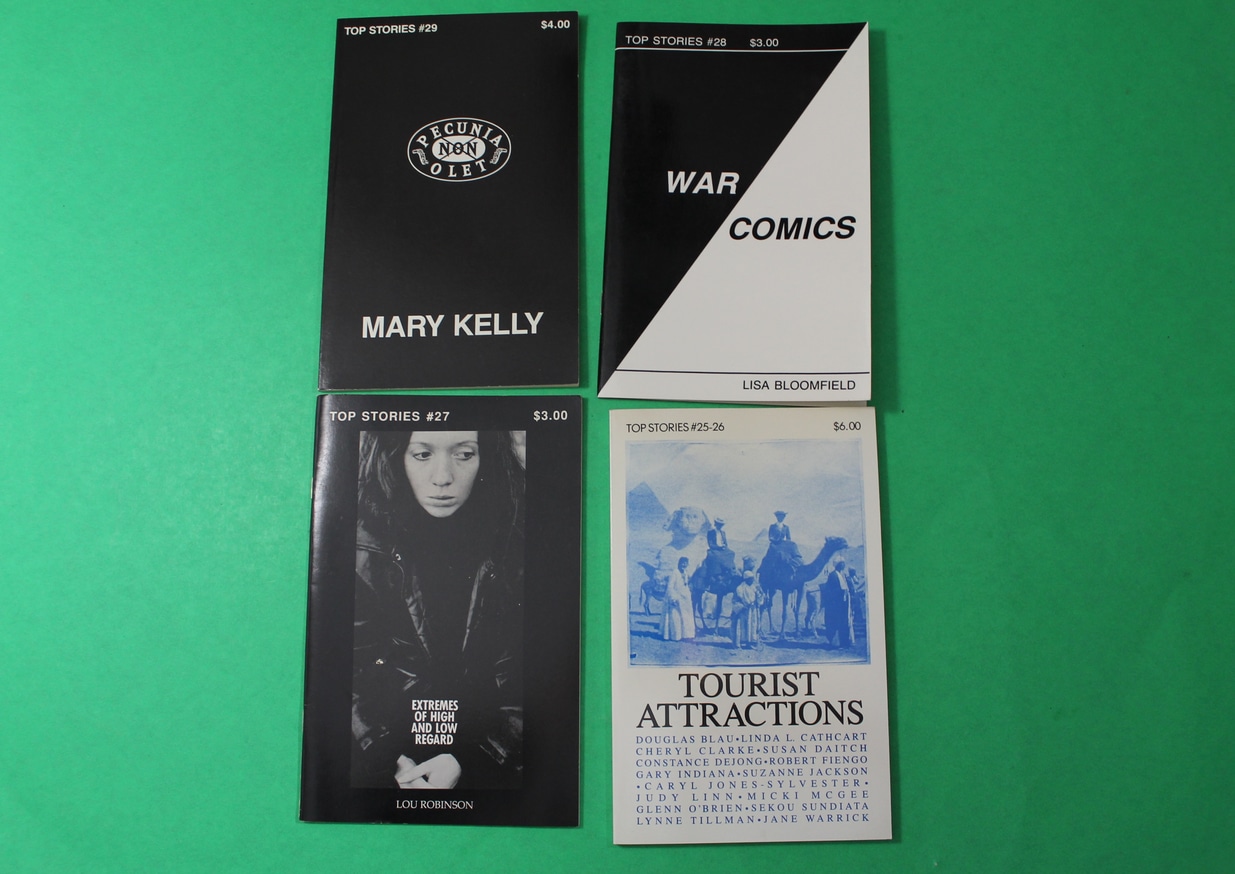 TOP STORIES #29 $4.00
PECUNIA
NON
OLET
MARY KELLY
TOP STORIES #28 $3.00
WAR
COMICS
LISA BLOOMFIELD
TOP STORIES #27 $3.00
EXTREMES
OF HIGH
AND LOW
REGARD
LOU ROBINSON
TOP STORIES #25-26 $6.00
TOURIST
ATTRACTIONS
DOUGLAS BLAU•LINDA L. CATHCART
CHERYL CLARKE•SUSAN DAITCH
CONSTANCE DEJONG•ROBERT FIENGO
GARY INDIANA•SUZANNE JACKSON
•CARYL JONES-SYLVESTER•
JUDY LINN•MICKI MCGEE
GLENN O'BRIEN•SEKOU SUNDIATA
LYNNE TILLMAN•JANE WARRICK